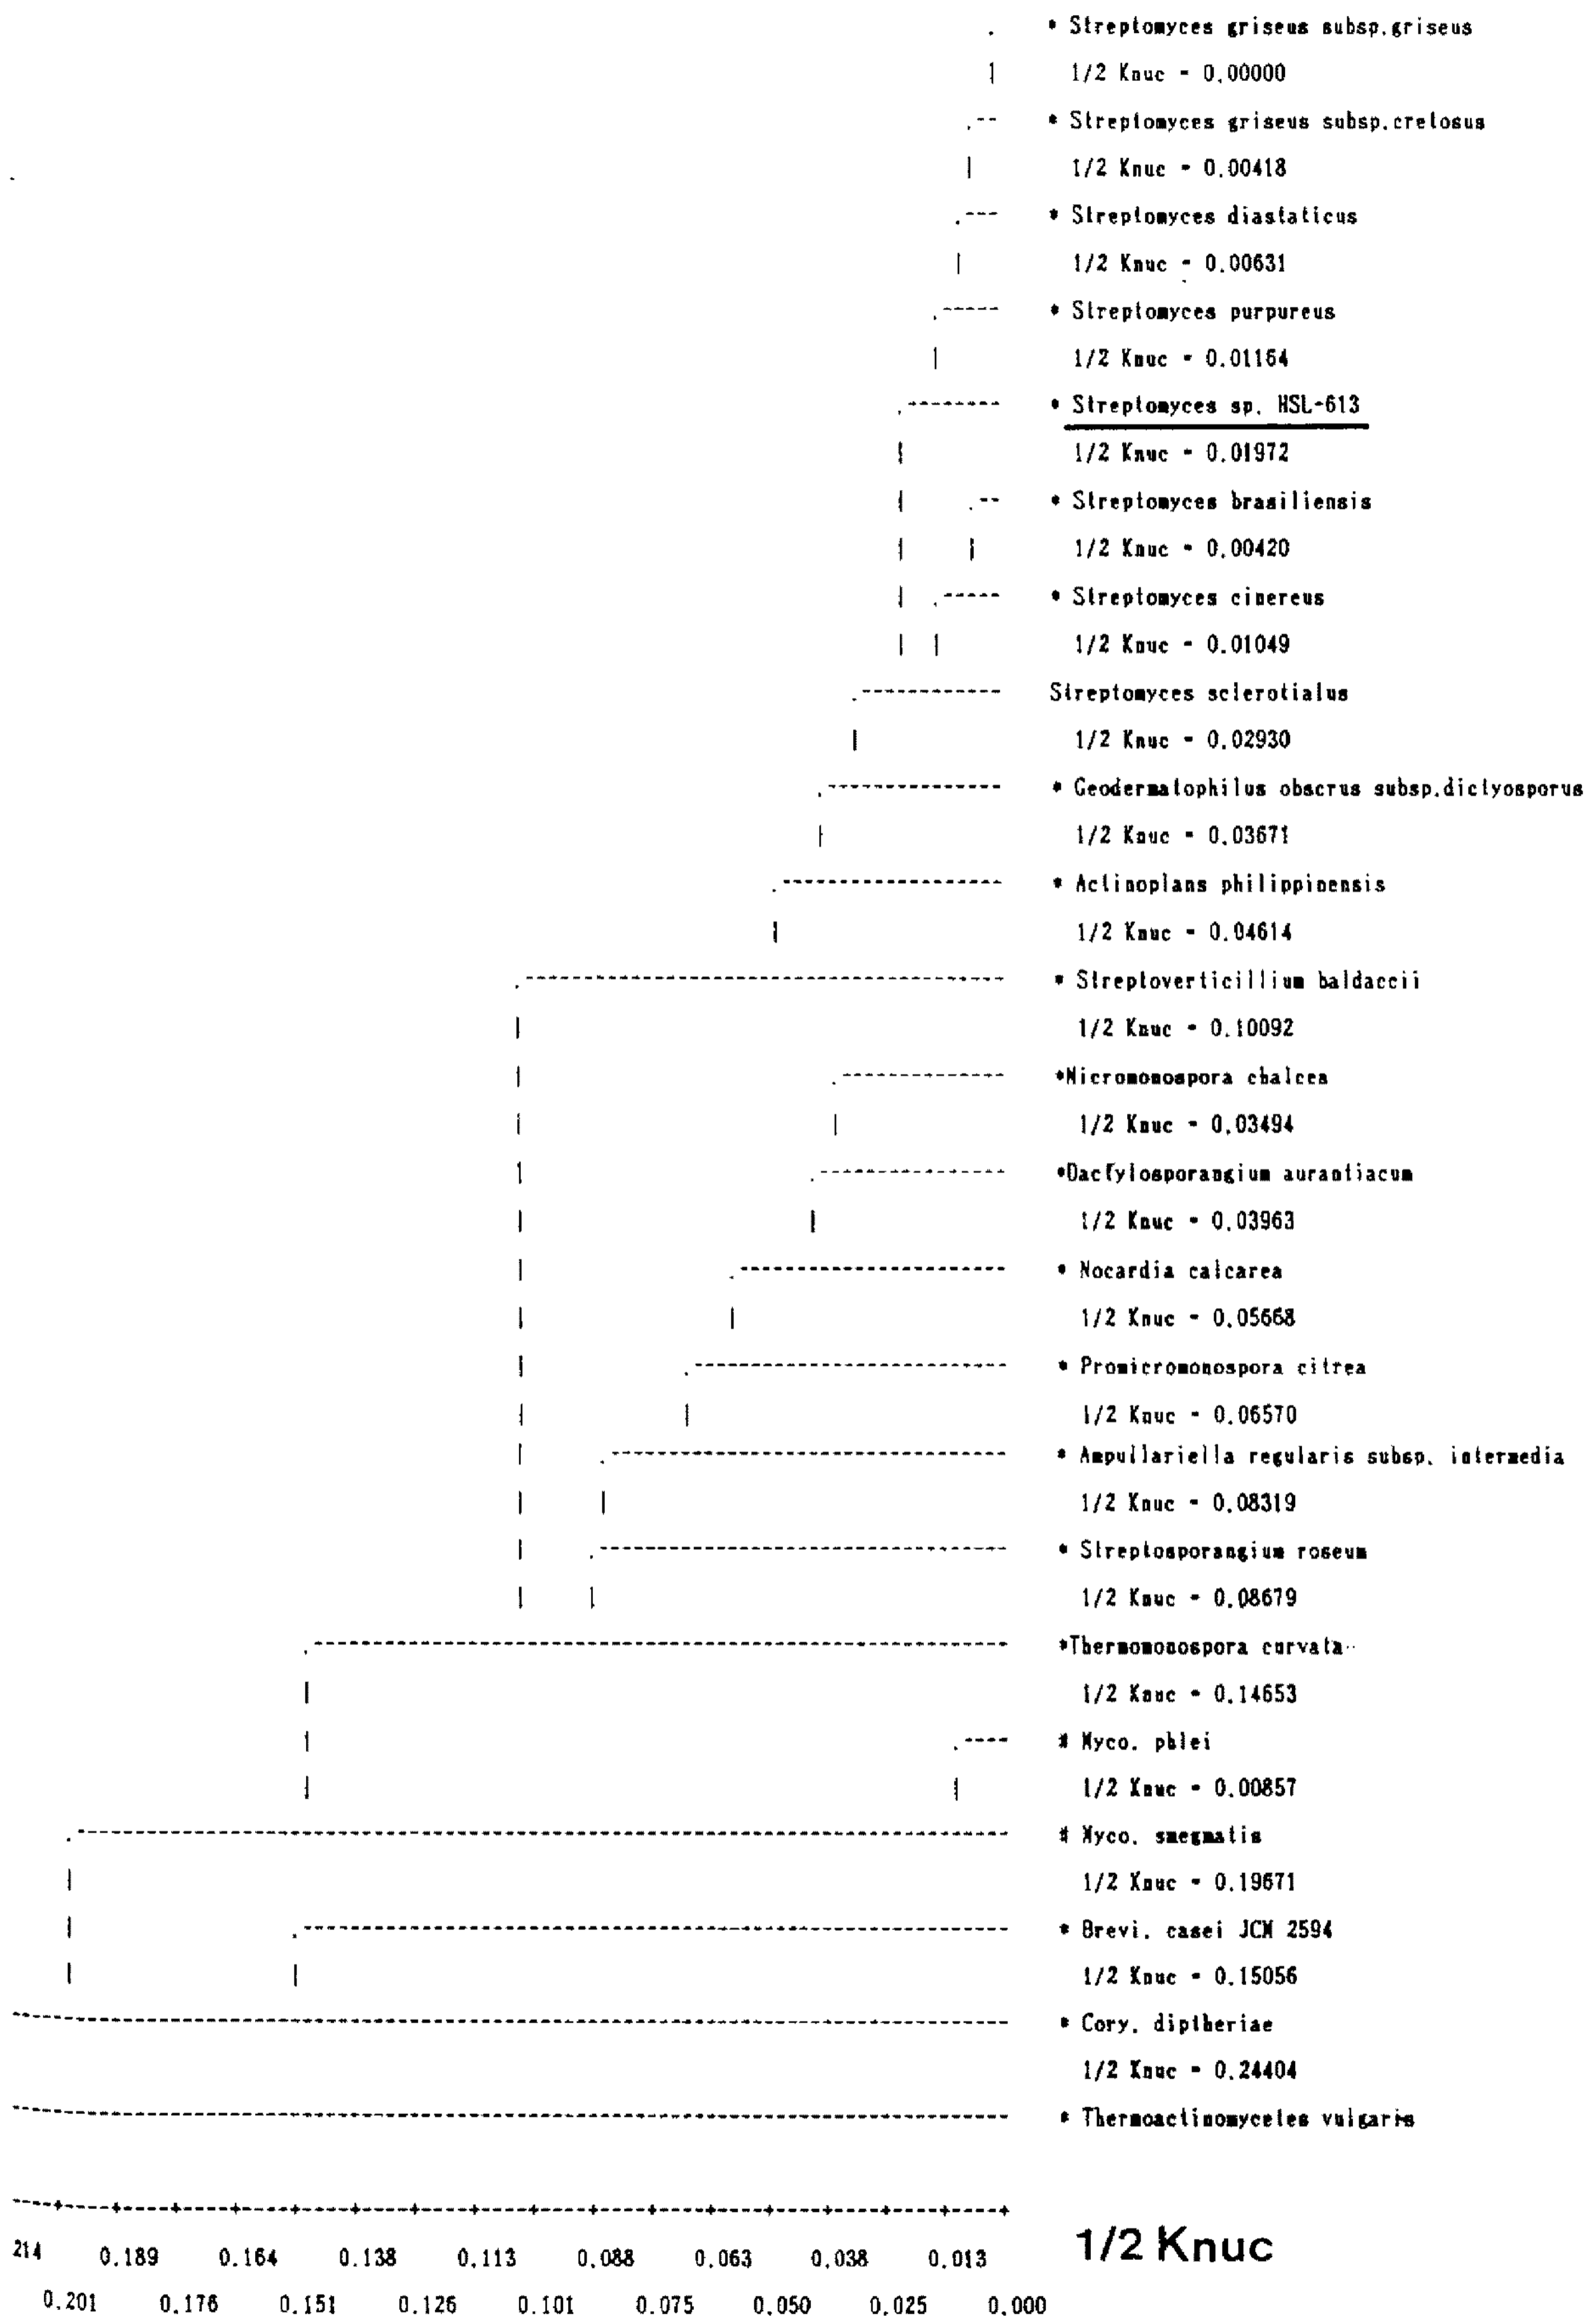 * Streptomyces griseus subsp.griseus
1/2 Knuc = 0.00000
* Streptomyces griseus subsp.cretosus
1/2 Knuc = 0.00418
* Streptomyces diastaticus
1/2 Knuc = 0.00631
* Streptomyces purpureus
1/2 Knuc = 0.01164
* Streptomyces sp. HSL-613
1/2 Knuc = 0.01972
* Streptomyces brasiliensis
1/2 Knuc = 0.00420
* Streptomyces cinereus
1/2 Knuc = 0.01049
Streptomyces sclerotialus
1/2 Knuc = 0.02930
* Geodermatophilus obscrus subsp.dictyosporus
1/2 Knuc = 0.03671
* Actinoplans philippinensis
1/2 Knuc = 0.04614
* Streptoverticillium baldaccii
1/2 Knuc = 0.10092
*Micromonospora chalcea
1/2 Knuc = 0.03494
*Dactylosporangium aurantiacum
1/2 Knuc = 0.03963
* Nocardia calcarea
1/2 Knuc = 0.05668
* Promicromonospora citrea
1/2 Knuc = 0.06570
* Ampullariella regularis subsp. intermedia
1/2 Knuc = 0.08319
* Streptosporangium roseum
1/2 Knuc = 0.08679
*Thermomonospora curvata
1/2 Knuc = 0.14653
# Myco. phlei
1/2 Knuc = 0.00857
# Myco. smegmatis
1/2 Knuc = 0.19671
* Brevi. casei JCM 2594
1/2 Knuc = 0.15056
* Cory. diptheriae
1/2 Knuc = 0.24404
* Thermoactinomyceles vulgaris
214 0.189 0.164 0.138 0.113 0.088 0.063 0.038 0.013 1/2 Knuc
0.201 0.176 0.151 0.126 0.101 0.075 0.050 0.025 0.000